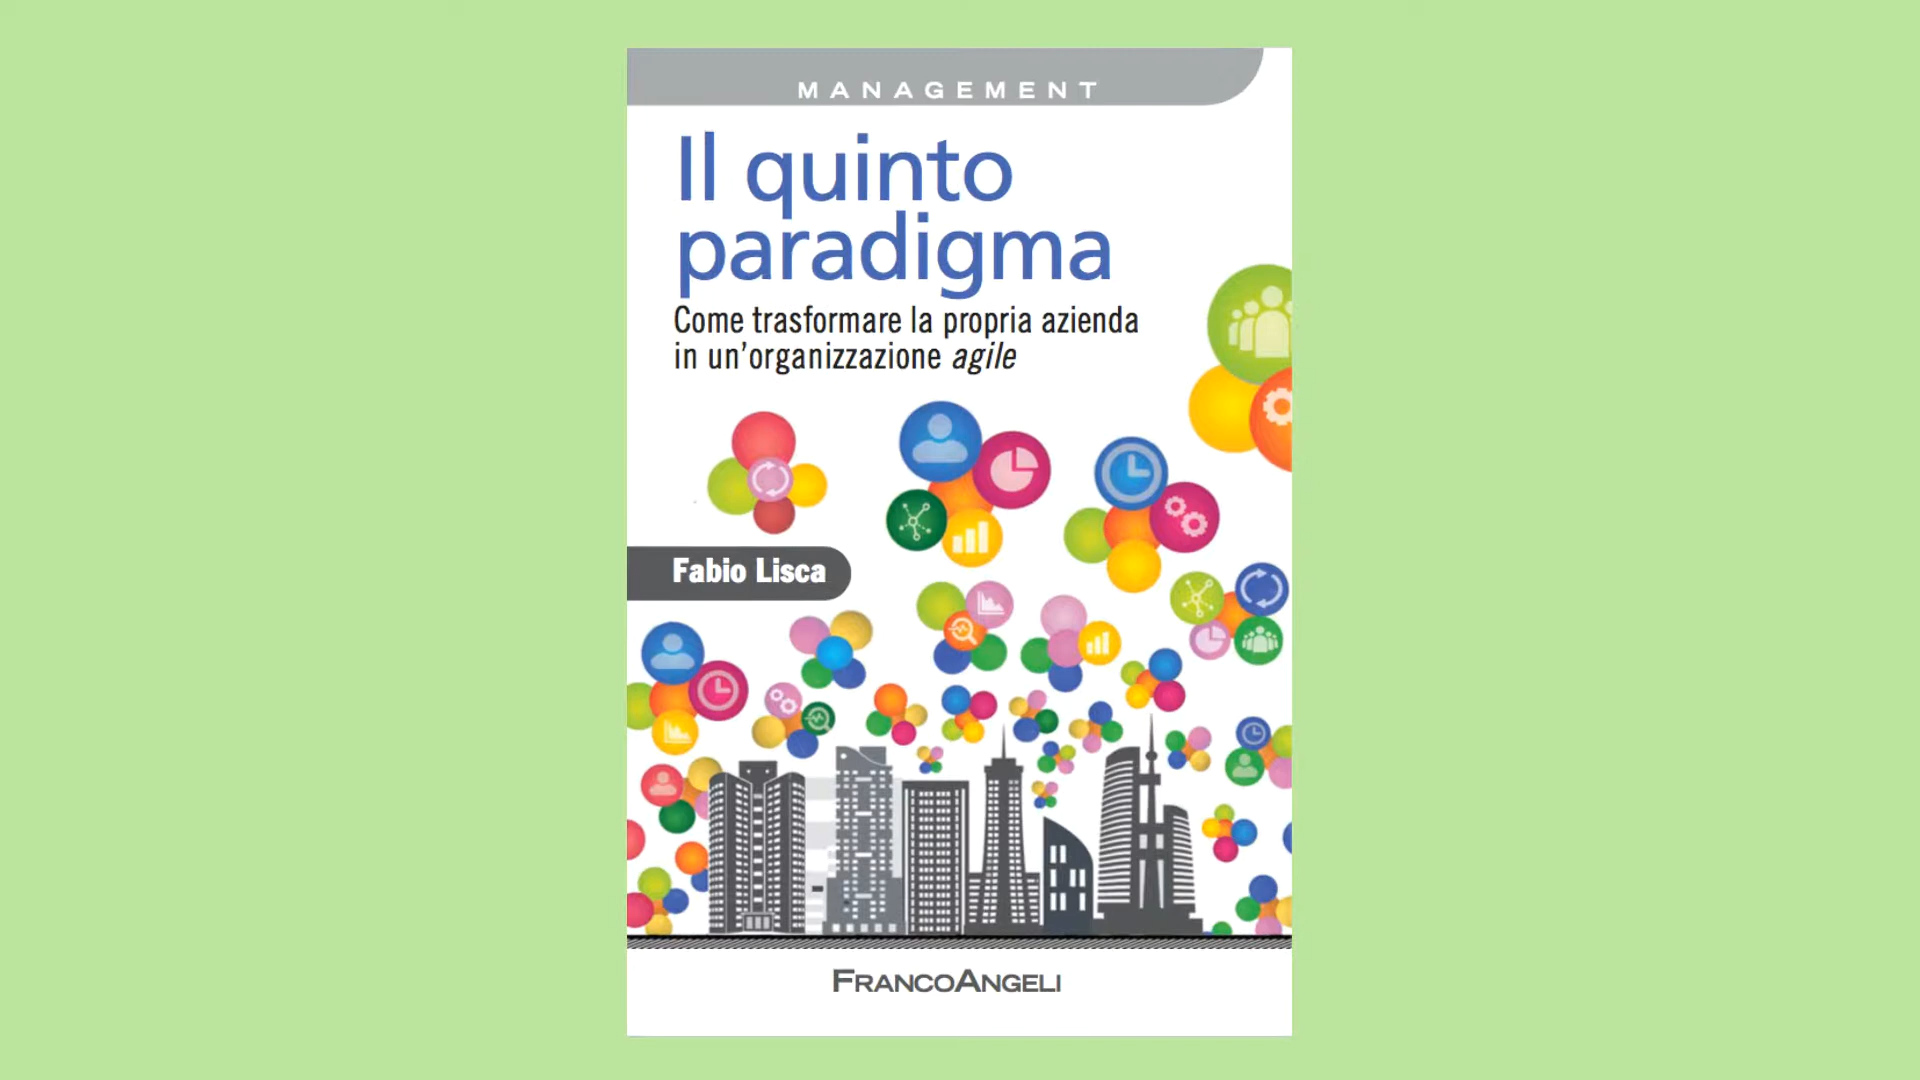 MANAGEMENT
Il quinto
paradigma
Come trasformare la propria azienda
in un’organizzazione agile
Fabio Lisca
FRANCOANGELI